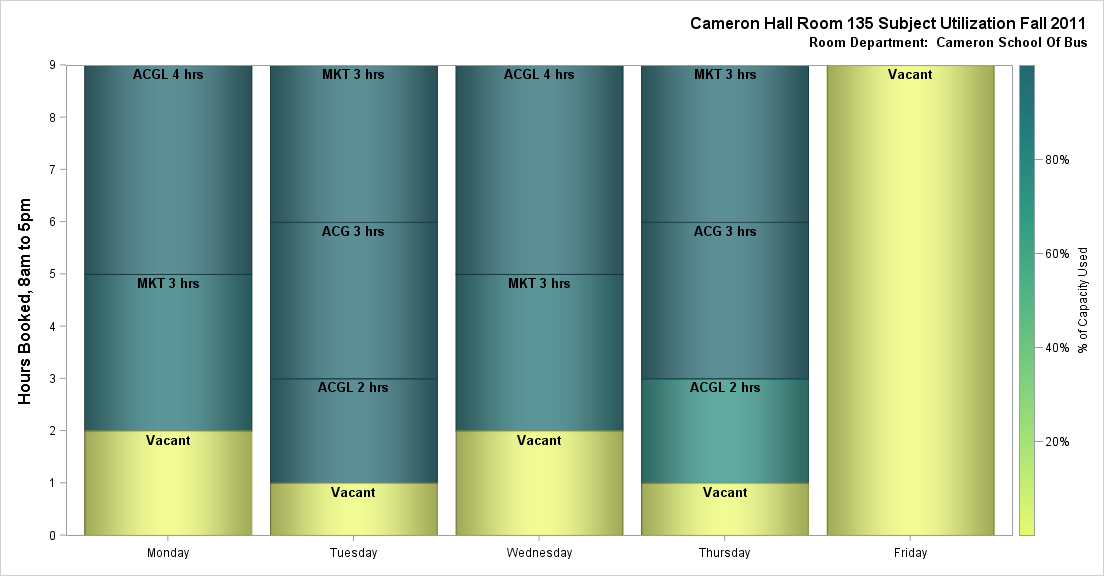 Cameron Hall Room 135 Subject Utilization Fall 2011
Room Department:  Cameron School Of Bus
Hours Booked, 8am to 5pm
9
8
7
6
5
4
3
2
1
0
ACGL 4 hrs
MKT 3 hrs
Vacant
MKT 3 hrs
ACG 3 hrs
ACGL 2 hrs
Vacant
ACGL 4 hrs
MKT 3 hrs
Vacant
MKT 3 hrs
ACG 3 hrs
ACGL 2 hrs
Vacant
Vacant
Monday
Tuesday
Wednesday
Thursday
Friday
80%
60%
40%
20%
% of Capacity Used